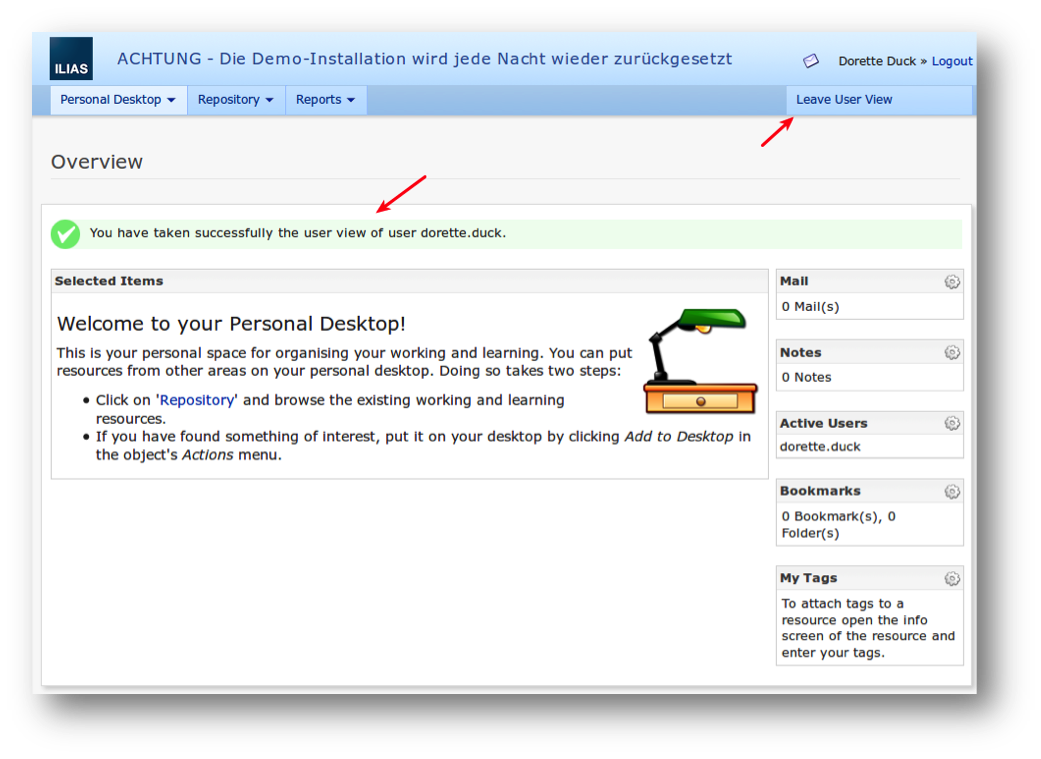 ILIAS
ACHTUNG - Die Demo-Installation wird jede Nacht wieder zurückgesetzt
Dorette Duck » Logout
Personal Desktop
Repository
Reports
Leave User View
Overview
You have taken successfully the user view of user dorette.duck.
Selected Items
Welcome to your Personal Desktop!
This is your personal space for organising your working and learning. You can put
resources from other areas on your personal desktop. Doing so takes two steps:
• Click on 'Repository' and browse the existing working and learning
resources.
• If you have found something of interest, put it on your desktop by clicking Add to Desktop in
the object's Actions menu.
Mail
0 Mail(s)
Notes
0 Notes
Active Users
dorette.duck
Bookmarks
0 Bookmark(s), 0
Folder(s)
My Tags
To attach tags to a
resource open the info
screen of the resource and
enter your tags.